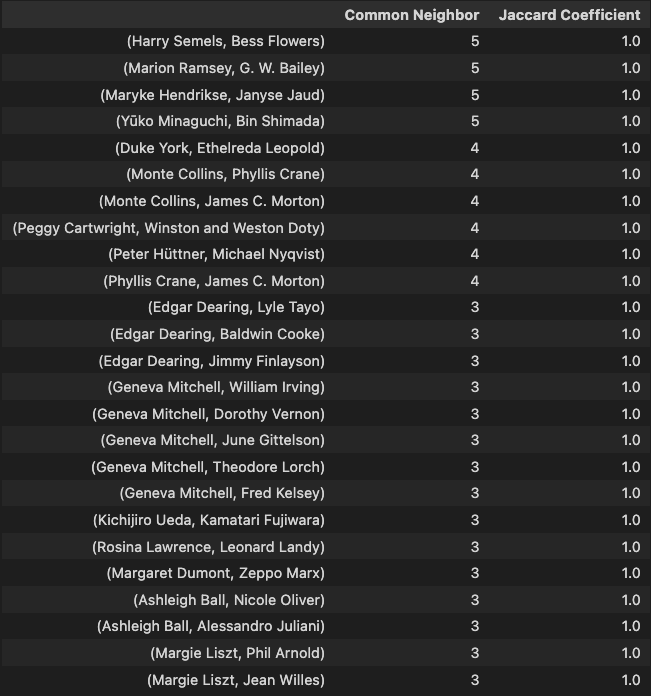 Common Neighbor Jaccard Coefficient
(Harry Semels, Bess Flowers) 5 1.0
(Marion Ramsey, G. W. Bailey) 5 1.0
(Maryke Hendrikse, Janyse Jaud) 5 1.0
(Yūko Minaguchi, Bin Shimada) 5 1.0
(Duke York, Ethelreda Leopold) 4 1.0
(Monte Collins, Phyllis Crane) 4 1.0
(Monte Collins, James C. Morton) 4 1.0
(Peggy Cartwright, Winston and Weston Doty) 4 1.0
(Peter Hüttner, Michael Nyqvist) 4 1.0
(Phyllis Crane, James C. Morton) 4 1.0
(Edgar Dearing, Lyle Tayo) 3 1.0
(Edgar Dearing, Baldwin Cooke) 3 1.0
(Edgar Dearing, Jimmy Finlayson) 3 1.0
(Geneva Mitchell, William Irving) 3 1.0
(Geneva Mitchell, Dorothy Vernon) 3 1.0
(Geneva Mitchell, June Gittelson) 3 1.0
(Geneva Mitchell, Theodore Lorch) 3 1.0
(Geneva Mitchell, Fred Kelsey) 3 1.0
(Kichijiro Ueda, Kamatari Fujiwara) 3 1.0
(Rosina Lawrence, Leonard Landy) 3 1.0
(Margaret Dumont, Zeppo Marx) 3 1.0
(Ashleigh Ball, Nicole Oliver) 3 1.0
(Ashleigh Ball, Alessandro Juliani) 3 1.0
(Margie Liszt, Phil Arnold) 3 1.0
(Margie Liszt, Jean Willes) 3 1.0